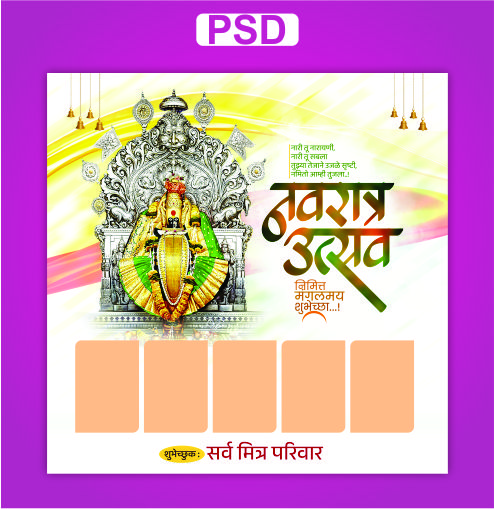 PSD
नारी तू नारायणी,
नारी तू सबला
तुझ्या तेजाने उजळे सृष्टी,
नमितो आम्ही तुजला..!
नवरात्र
उत्सव
निमित्त
मंगलमय
शुभेच्छा...!
शुभेच्छुक : सर्व मित्र परिवार